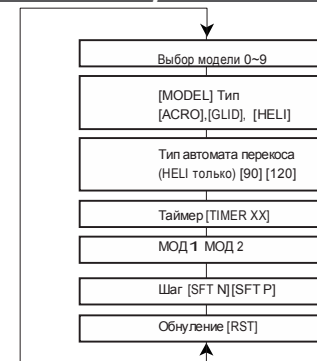 Выбор модели 0~9
[MODEL] Тип
[ACRO],[GLID], [HELI]
Тип автомата перекоса
(HELI только) [90] [120]
Таймер [TIMER XX]
МОД 1 МОД 2
Шаг [SFT N][SFT P]
Обнуление [RST]